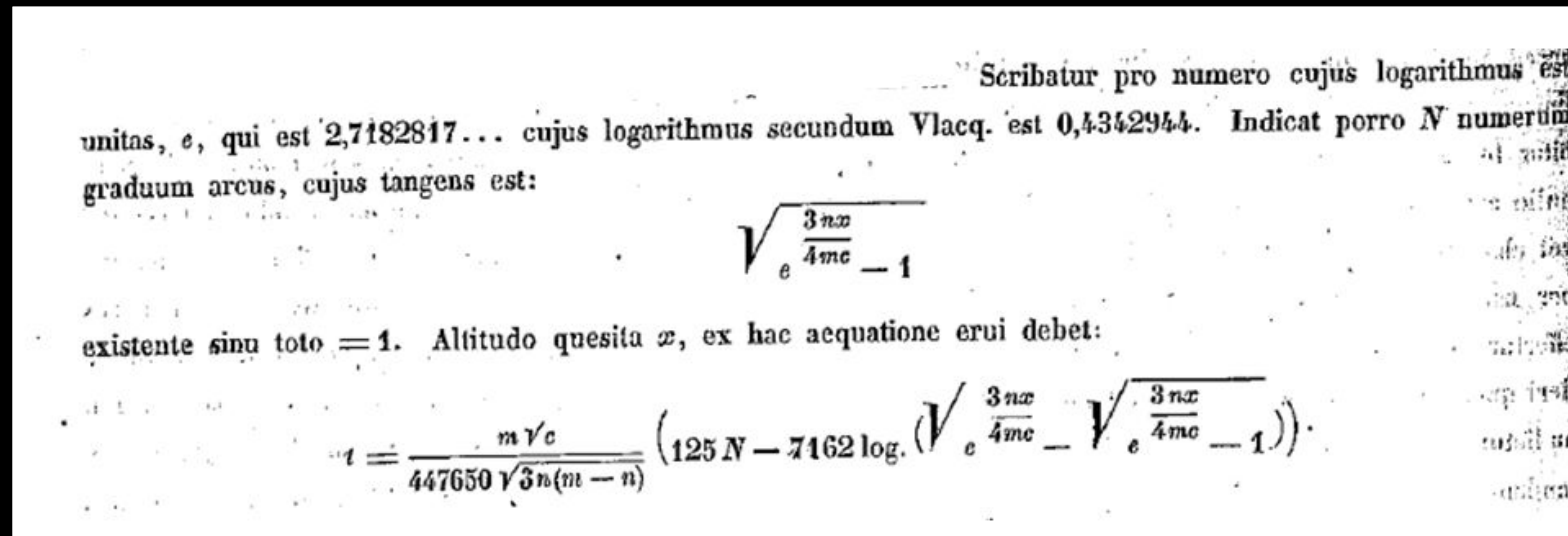 Scribatur pro numero cujus logarithmus est
unitas, e, qui est 2,7182817... cujus logarithmus secundum Vlacq. est 0,4342944. Indicat porro N numerum
graduum arcus, cujus tangens est:
√(e^(3nx/4mc) − 1)
existente sinu toto = 1. Altitudo quesita x, ex hac aequatione erui debet:
t = m√c / 447650 √3n(m − n) (125 N − 7162 log. (√e^(3nx/4mc) − √(e^(3nx/4mc) − 1))).